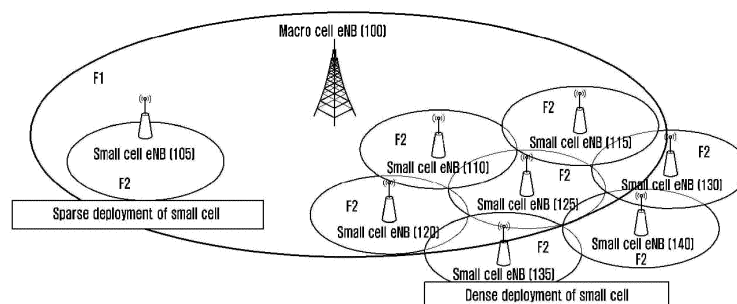 Macro cell eNB (100)
F1
F2
Small cell eNB (115)
F2
Small cell eNB (110)
F2
Small cell eNB (130)
Small cell eNB (105)
F2
F2
Small cell eNB (125)
Sparse deployment of small cell
F2
Small cell eNB (120)
Small cell eNB (140)
F2
F2
Small cell eNB (135)
Dense deployment of small cell